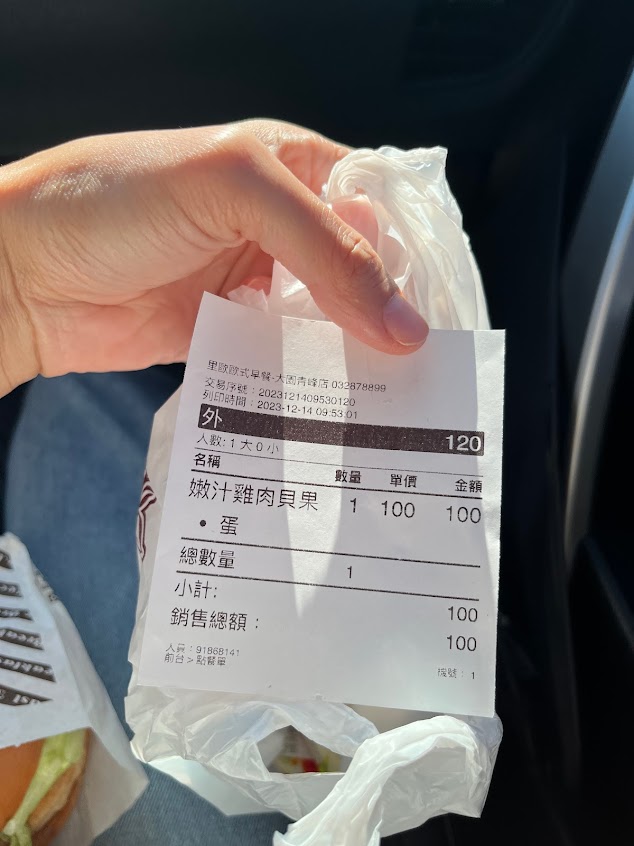 里歐歐式早餐-大園青峰店 032878899
交易序號：2023121409530120
列印時間：2023-12-14 09:53:01
外 120
人數: 1 大 0 小
名稱 數量 單價 金額
嫩汁雞肉貝果 1 100 100
• 蛋
總數量 1
小計: 100
銷售總額： 100
人員：91868141
前台 > 點餐單 機號：1